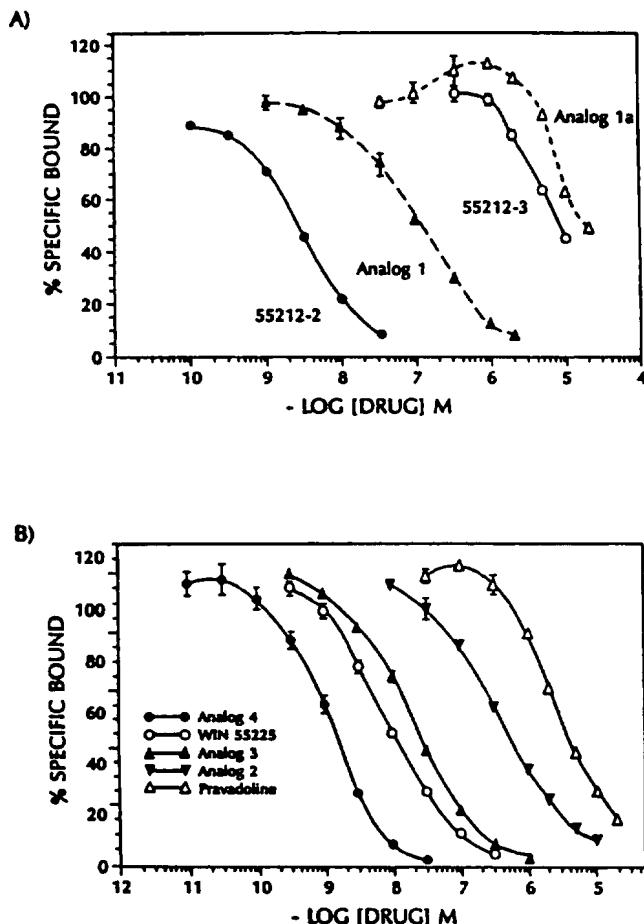 A)
120
100
80
60
40
20
0
% SPECIFIC BOUND
Analog 1a
55212-3
Analog 1
55212-2
11 10 9 8 7 6 5 4
- LOG [DRUG] M
B)
120
100
80
60
40
20
0
% SPECIFIC BOUND
Analog 4
WIN 55225
Analog 3
Analog 2
Pravadoline
12 11 10 9 8 7 6 5
- LOG [DRUG] M